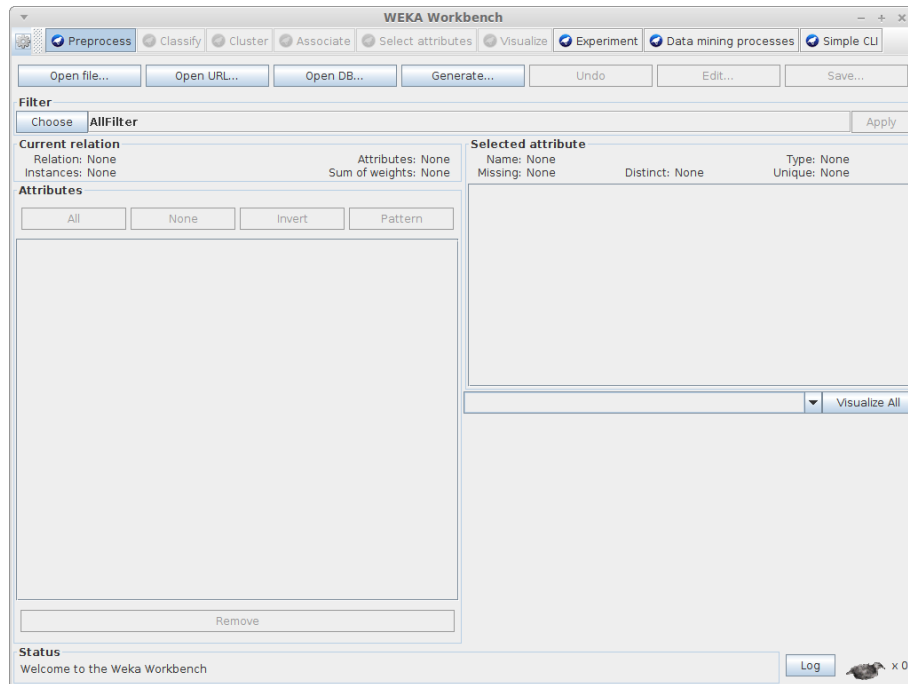 WEKA Workbench
Preprocess Classify Cluster Associate Select attributes Visualize Experiment Data mining processes Simple CLI
Open file... Open URL... Open DB... Generate... Undo Edit... Save...
Filter
Choose AllFilter Apply
Current relation
Relation: None Attributes: None
Instances: None Sum of weights: None
Attributes
All None Invert Pattern
Remove
Selected attribute
Name: None Type: None
Missing: None Distinct: None Unique: None
Visualize All
Status
Welcome to the Weka Workbench
Log x 0